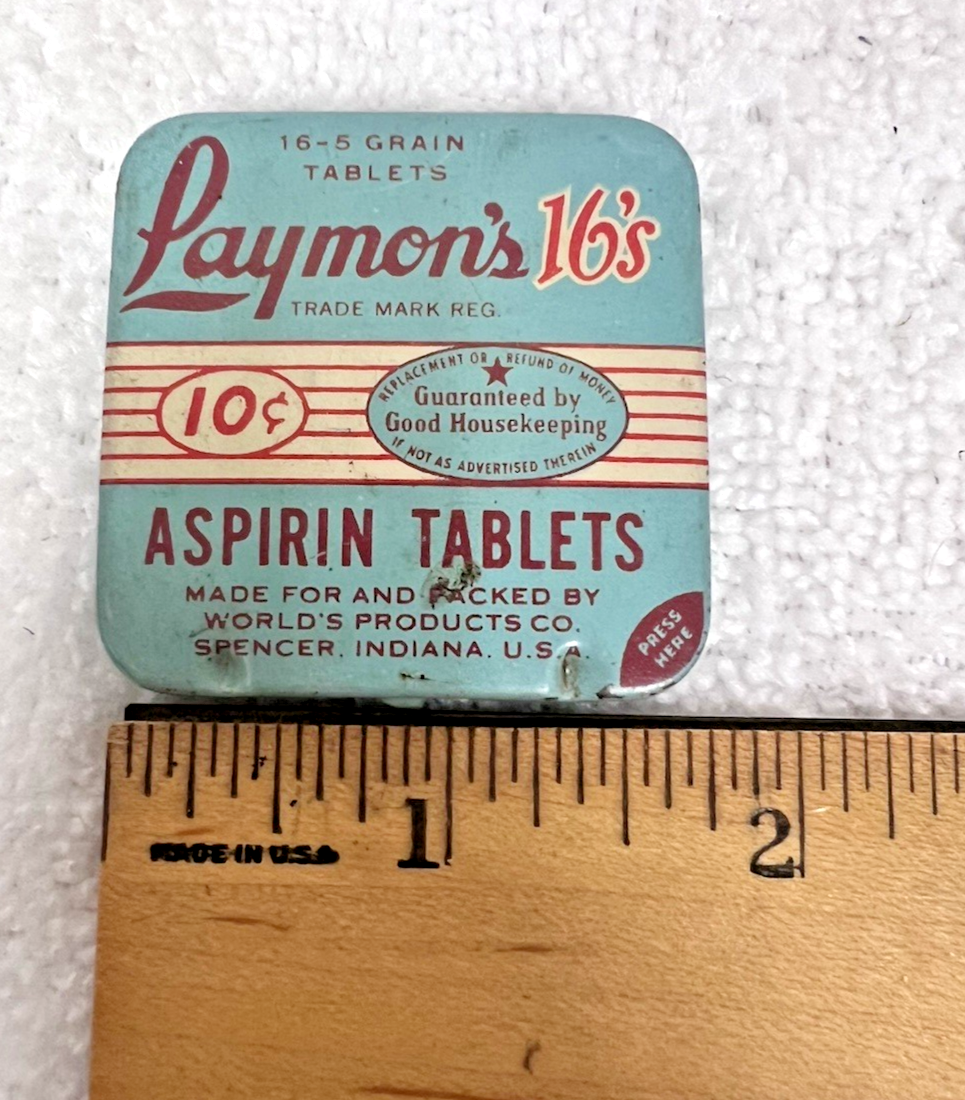 16-5 GRAIN
TABLETS
Laymon's 16's
TRADE MARK REG.
10¢
REPLACEMENT OR REFUND OF MONEY
Guaranteed by
Good Housekeeping
IF NOT AS ADVERTISED THEREIN
ASPIRIN TABLETS
MADE FOR AND PACKED BY
WORLD'S PRODUCTS CO.
SPENCER, INDIANA. U.S.A.
PRESS
HERE
1
2
MADE IN U.S.A